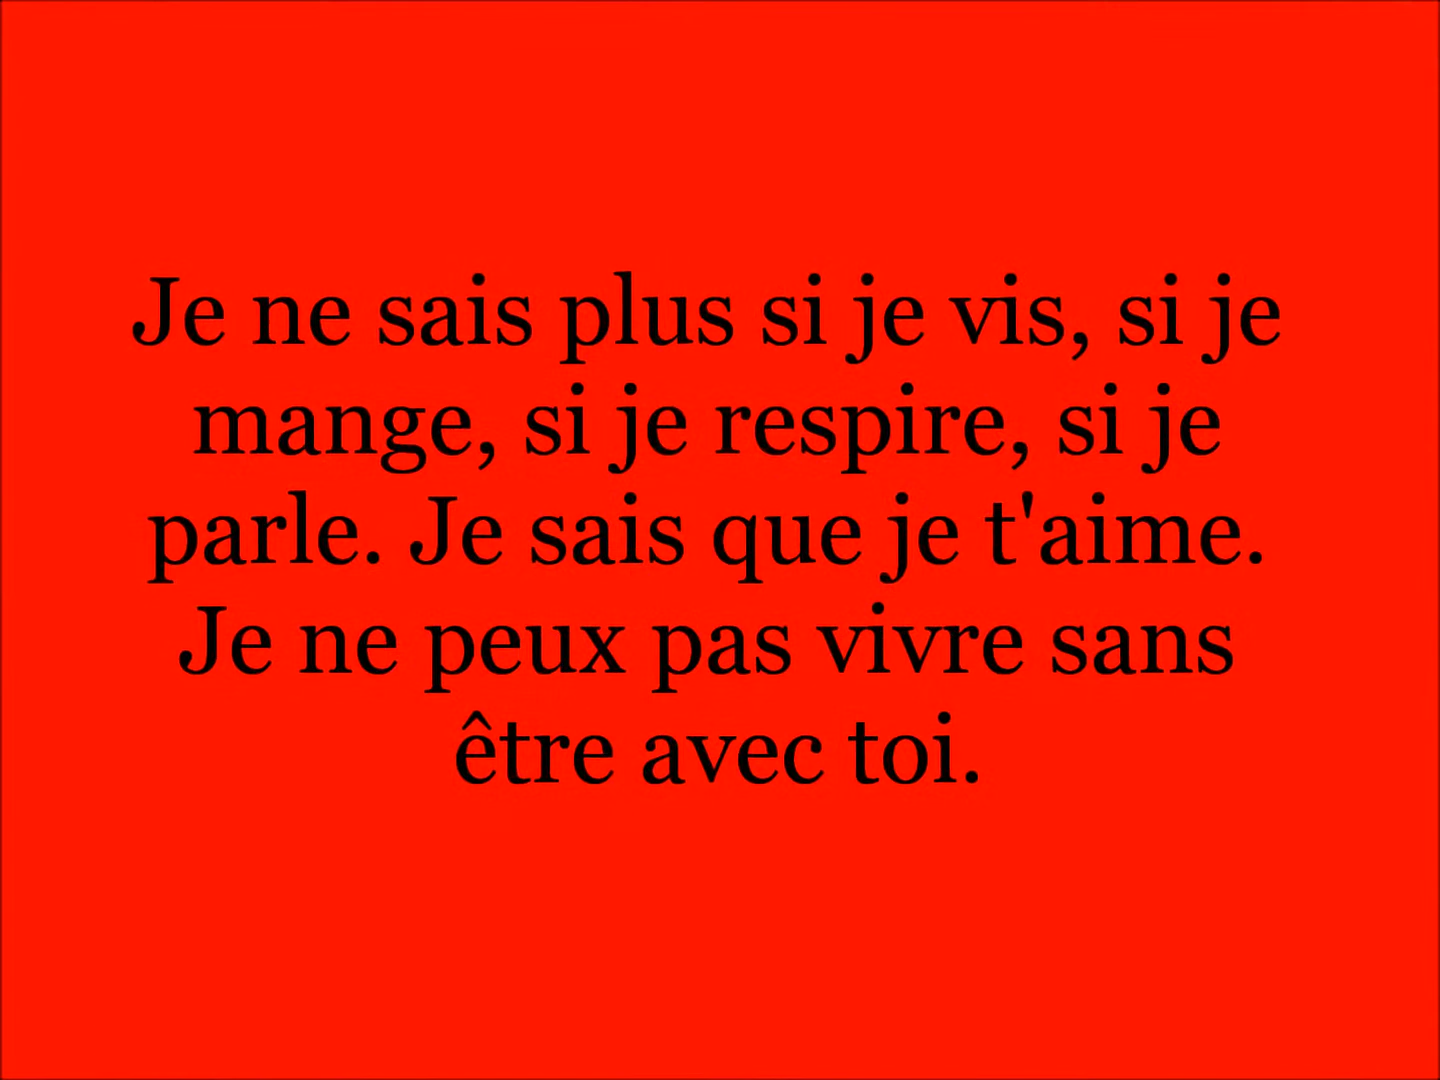 Je ne sais plus si je vis, si je
mange, si je respire, si je
parle. Je sais que je t'aime.
Je ne peux pas vivre sans
être avec toi.